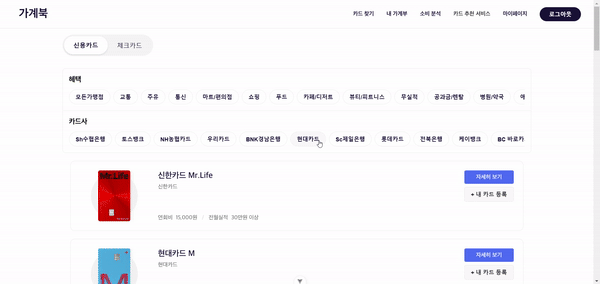 가계북
카드 찾기 내 가계부 소비 분석 카드 추천 서비스 마이페이지 로그아웃
신용카드 체크카드
혜택
모든가맹점 교통 주유 통신 마트/편의점 쇼핑 푸드 카페/디저트 뷰티/피트니스 무실적 공과금/렌탈 병원/약국
카드사
Sh수협은행 토스뱅크 NH농협카드 우리카드 BNK경남은행 현대카드 Sc제일은행 롯데카드 전북은행 케이뱅크 BC 바로카
신한카드 Mr.Life
신한카드
연회비 15,000원 전월실적 30만원 이상
자세히 보기
+ 내 카드 등록
현대카드 M
현대카드
자세히 보기
+ 내 카드 등록